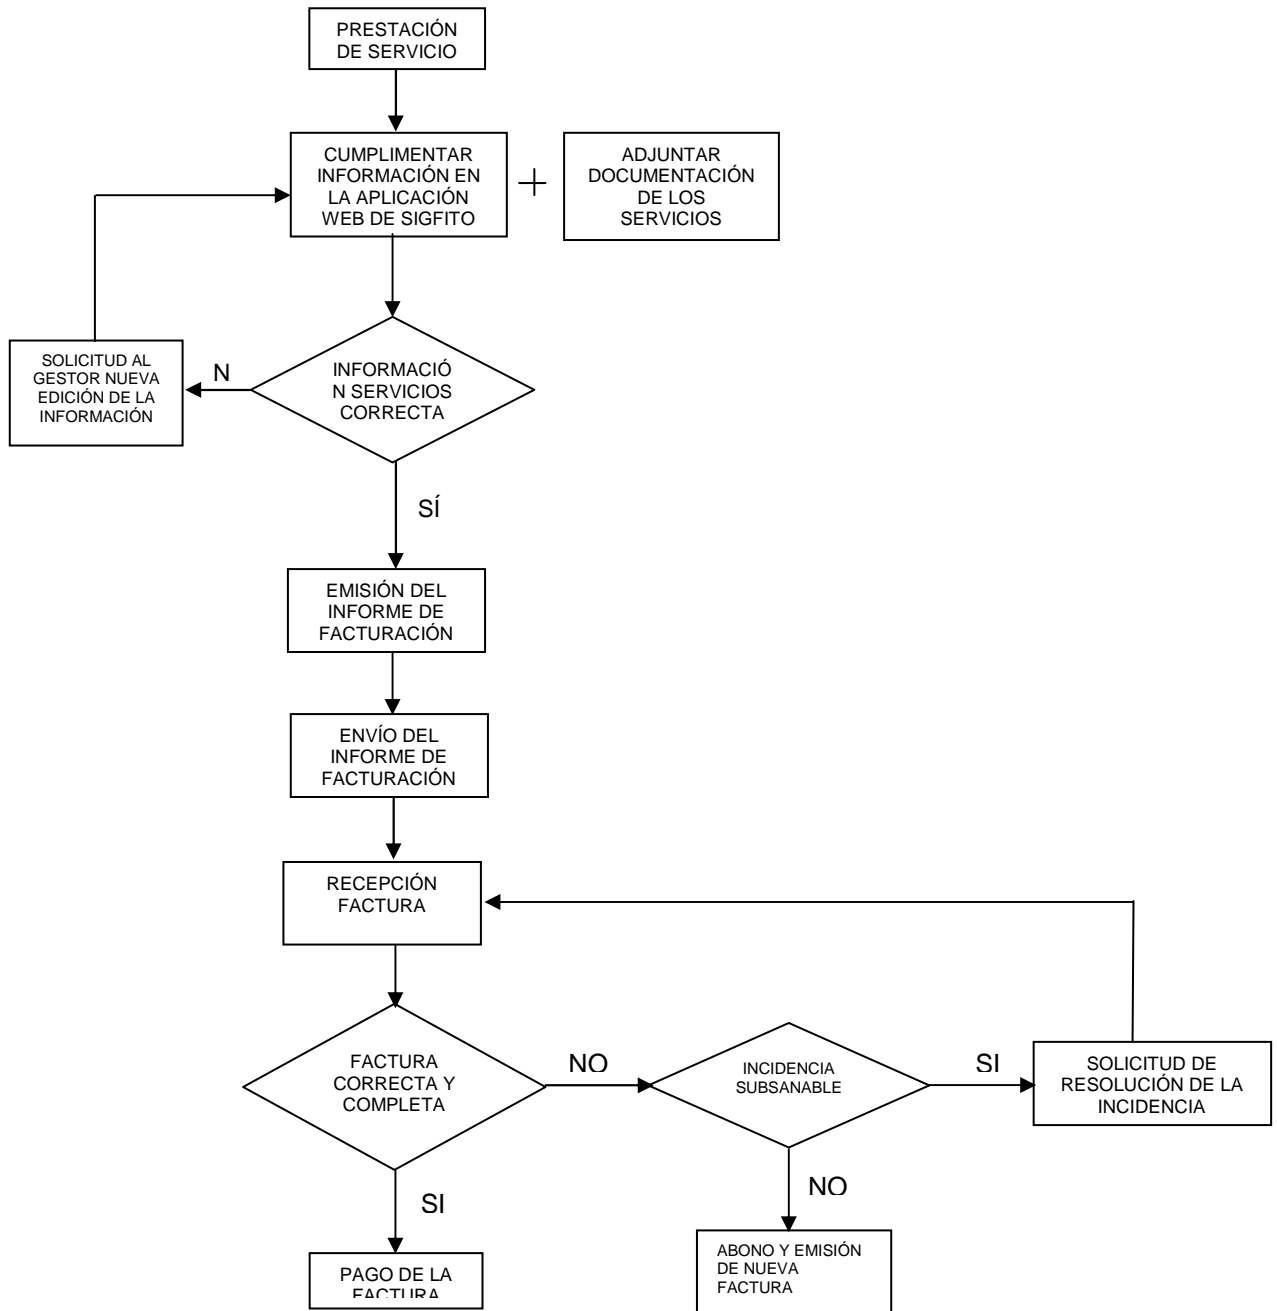 PRESTACIÓN
DE SERVICIO
CUMPLIMENTAR
INFORMACIÓN EN
LA APLICACIÓN
WEB DE SIGFITO
+
ADJUNTAR
DOCUMENTACIÓN
DE LOS
SERVICIOS
SOLICITUD AL
GESTOR NUEVA
EDICIÓN DE LA
INFORMACIÓN
N
INFORMACIÓ
N SERVICIOS
CORRECTA
SÍ
EMISIÓN DEL
INFORME DE
FACTURACIÓN
ENVÍO DEL
INFORME DE
FACTURACIÓN
RECEPCIÓN
FACTURA
FACTURA
CORRECTA Y
COMPLETA
NO
INCIDENCIA
SUBSANABLE
SI
SOLICITUD DE
RESOLUCIÓN DE LA
INCIDENCIA
SI
NO
PAGO DE LA
FACTURA
ABONO Y EMISIÓN
DE NUEVA
FACTURA